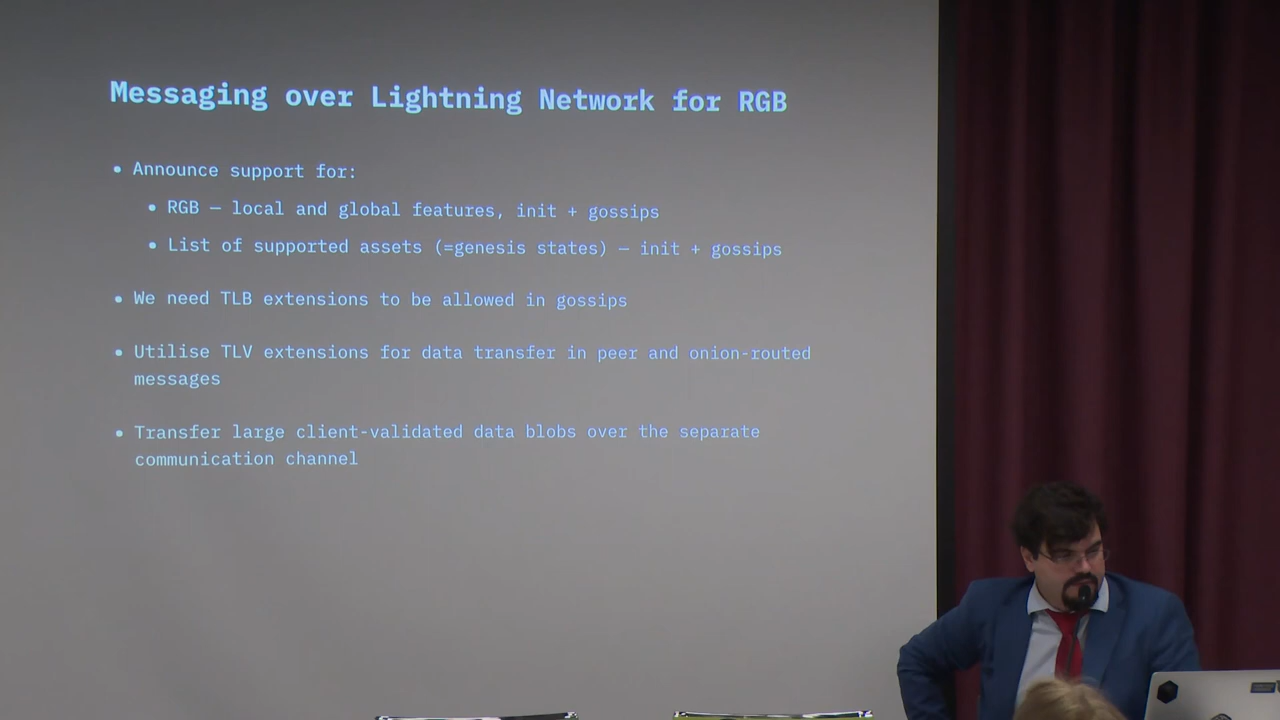 Messaging over Lightning Network for RGB
• Announce support for:
• RGB — local and global features, init + gossips
• List of supported assets (=genesis states) — init + gossips
• We need TLB extensions to be allowed in gossips
• Utilise TLV extensions for data transfer in peer and onion-routed
messages
• Transfer large client-validated data blobs over the separate
communication channel